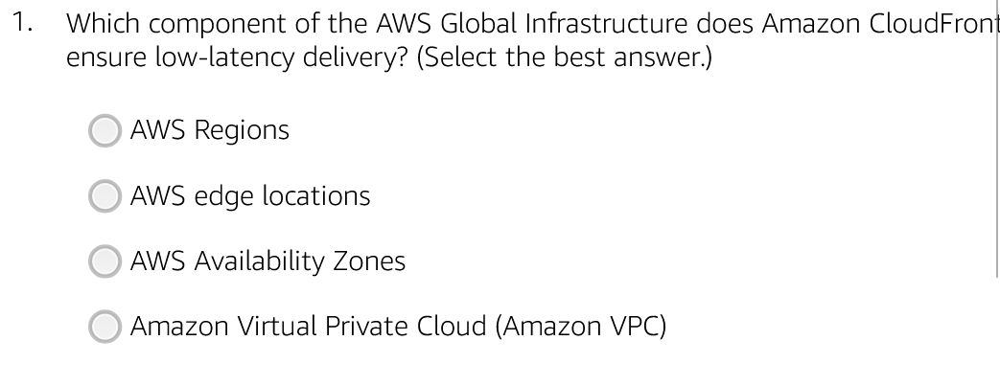 1. Which component of the AWS Global Infrastructure does Amazon CloudFront
ensure low-latency delivery? (Select the best answer.)
AWS Regions
AWS edge locations
AWS Availability Zones
Amazon Virtual Private Cloud (Amazon VPC)